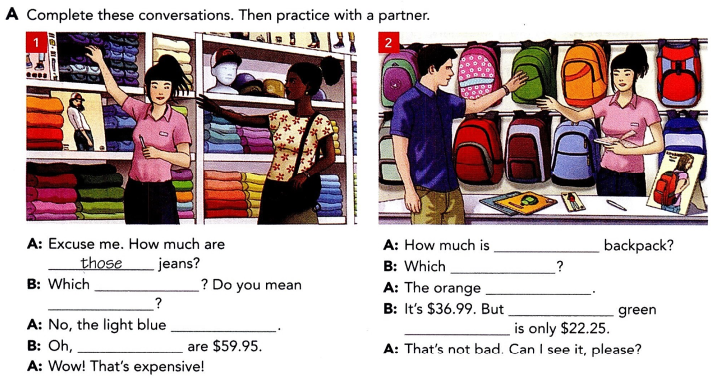 A Complete these conversations. Then practice with a partner.
1
A: Excuse me. How much are
those jeans?
B: Which ____________? Do you mean
____________?
A: No, the light blue ____________.
B: Oh, ____________ are $59.95.
A: Wow! That's expensive!
2
A: How much is ____________ backpack?
B: Which ____________?
A: The orange ____________.
B: It's $36.99. But ____________ green
____________ is only $22.25.
A: That's not bad. Can I see it, please?